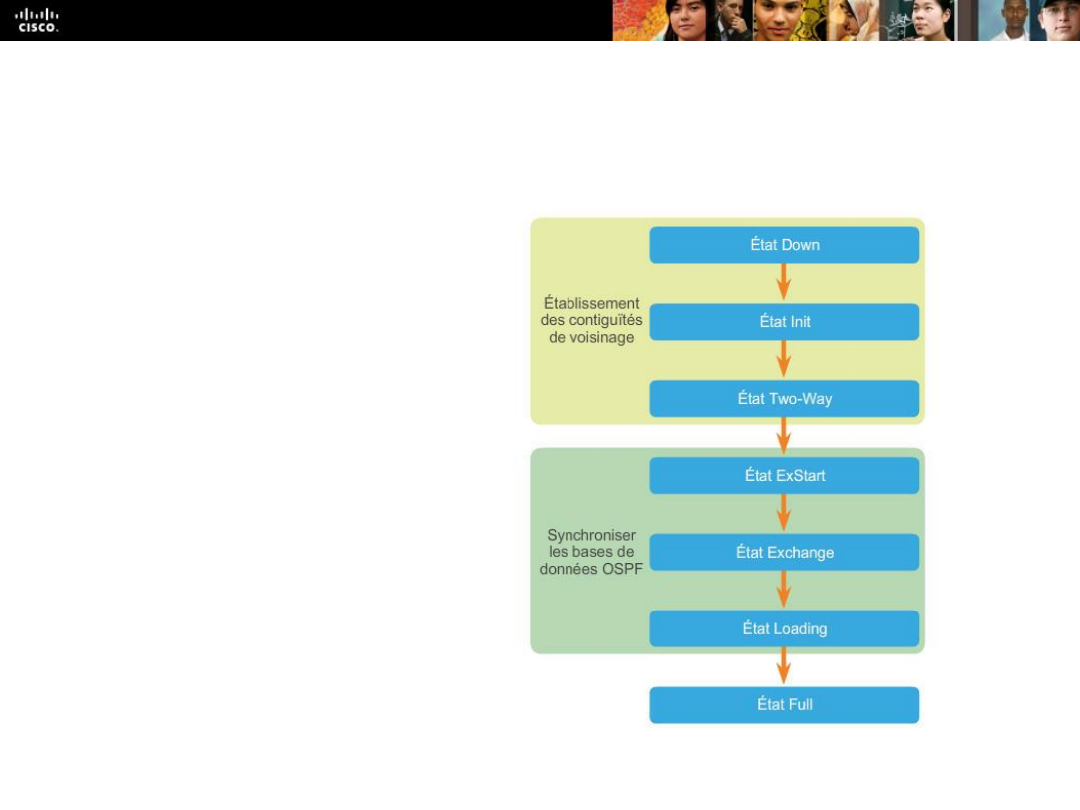 CISCO.
État Down
Établissement
des contiguïtés
de voisinage
État Init
État Two-Way
État ExStart
Synchroniser
les bases de
données OSPF
État Exchange
État Loading
État Full